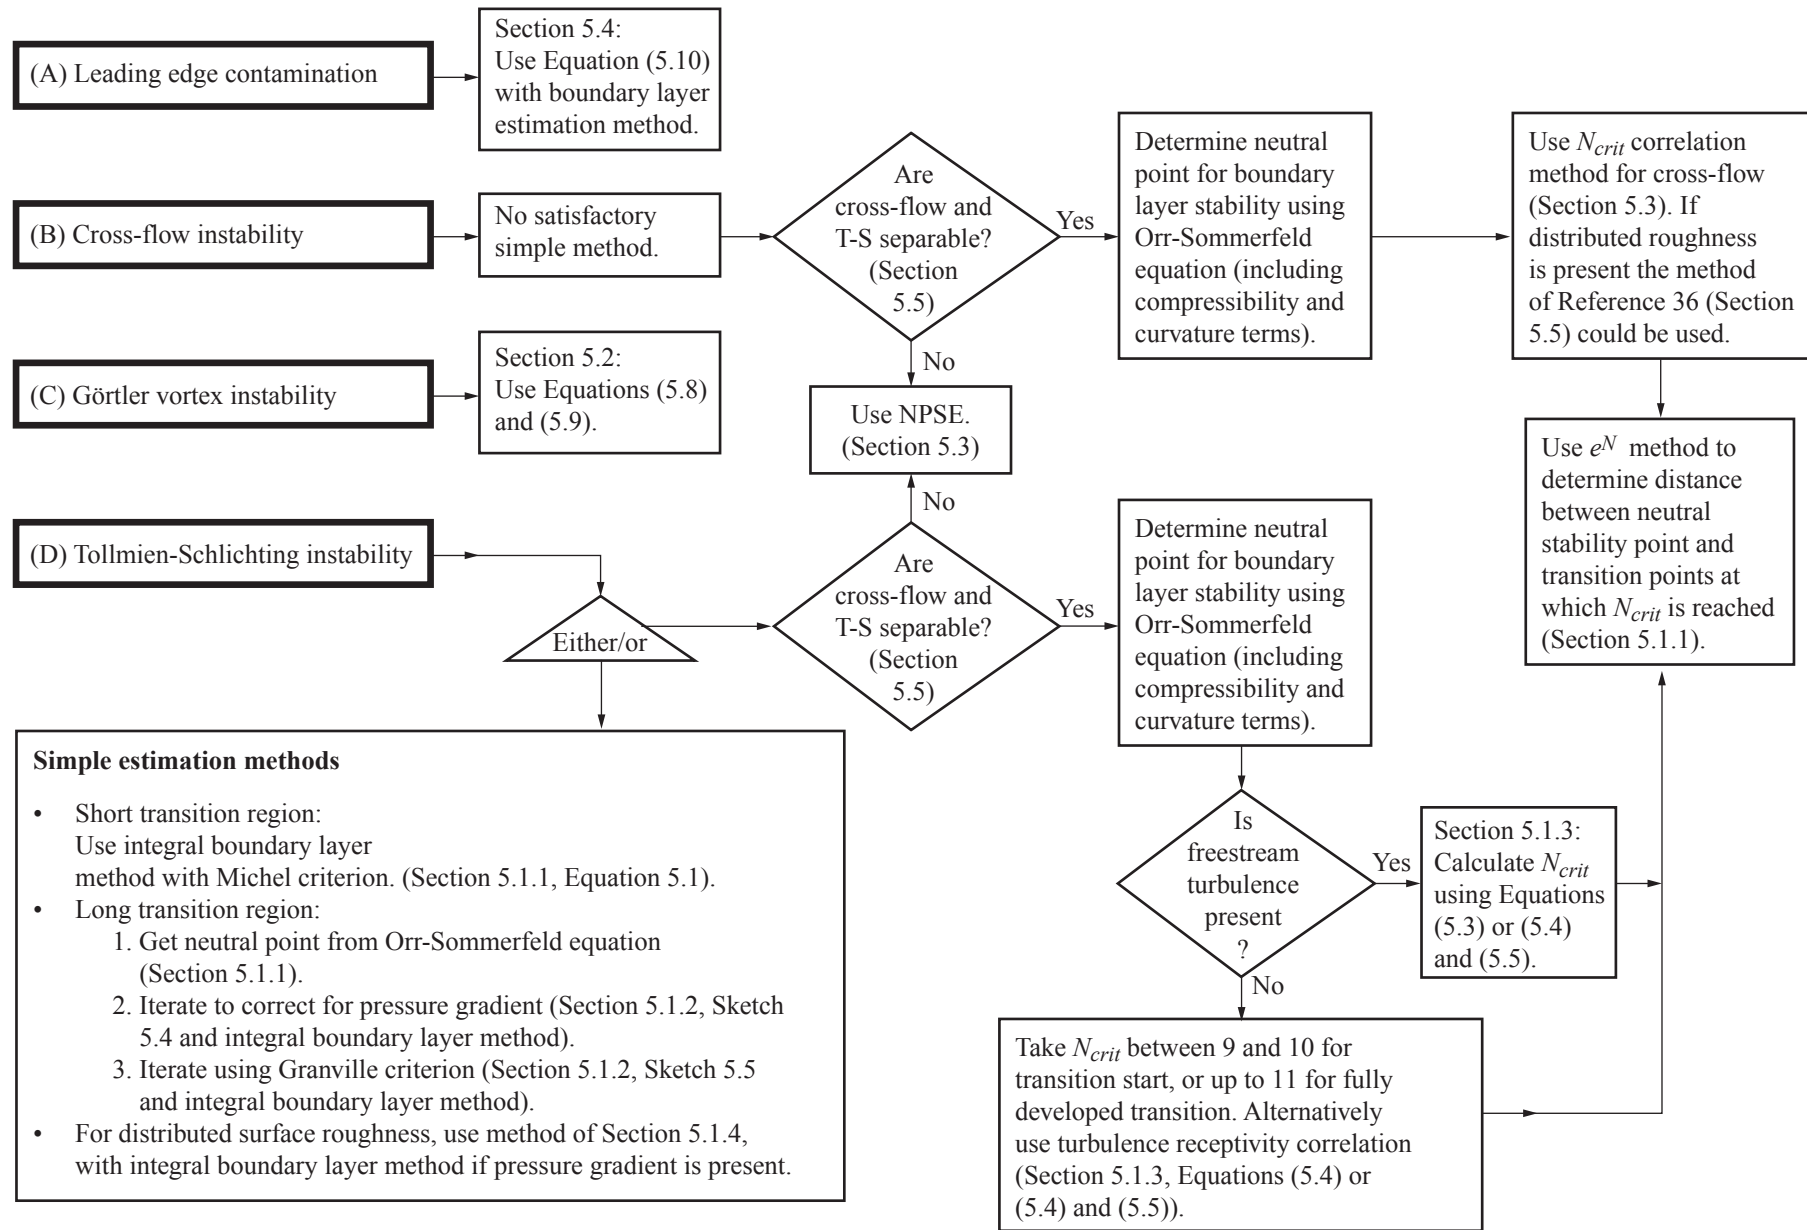 (A) Leading edge contamination
Section 5.4:
Use Equation (5.10)
with boundary layer
estimation method.
(B) Cross-flow instability
No satisfactory
simple method.
Are
cross-flow and
T-S separable?
(Section
5.5)
Yes
No
Determine neutral
point for boundary
layer stability using
Orr-Sommerfeld
equation (including
compressibility and
curvature terms).
Use N_crit correlation
method for cross-flow
(Section 5.3). If
distributed roughness
is present the method
of Reference 36 (Section
5.5) could be used.
(C) Görtler vortex instability
Section 5.2:
Use Equations (5.8)
and (5.9).
Use NPSE.
(Section 5.3)
Use e^N method to
determine distance
between neutral
stability point and
transition points at
which N_crit is reached
(Section 5.1.1).
(D) Tollmien-Schlichting instability
Either/or
No
Are
cross-flow and
T-S separable?
(Section
5.5)
Yes
Determine neutral
point for boundary
layer stability using
Orr-Sommerfeld
equation (including
compressibility and
curvature terms).
Simple estimation methods
• Short transition region:
Use integral boundary layer
method with Michel criterion. (Section 5.1.1, Equation 5.1).
• Long transition region:
1. Get neutral point from Orr-Sommerfeld equation
(Section 5.1.1).
2. Iterate to correct for pressure gradient (Section 5.1.2, Sketch
5.4 and integral boundary layer method).
3. Iterate using Granville criterion (Section 5.1.2, Sketch 5.5
and integral boundary layer method).
• For distributed surface roughness, use method of Section 5.1.4,
with integral boundary layer method if pressure gradient is present.
Is
freestream
turbulence
present
?
Yes
Section 5.1.3:
Calculate N_crit
using Equations
(5.3) or (5.4)
and (5.5).
No
Take N_crit between 9 and 10 for
transition start, or up to 11 for fully
developed transition. Alternatively
use turbulence receptivity correlation
(Section 5.1.3, Equations (5.4) or
(5.4) and (5.5)).